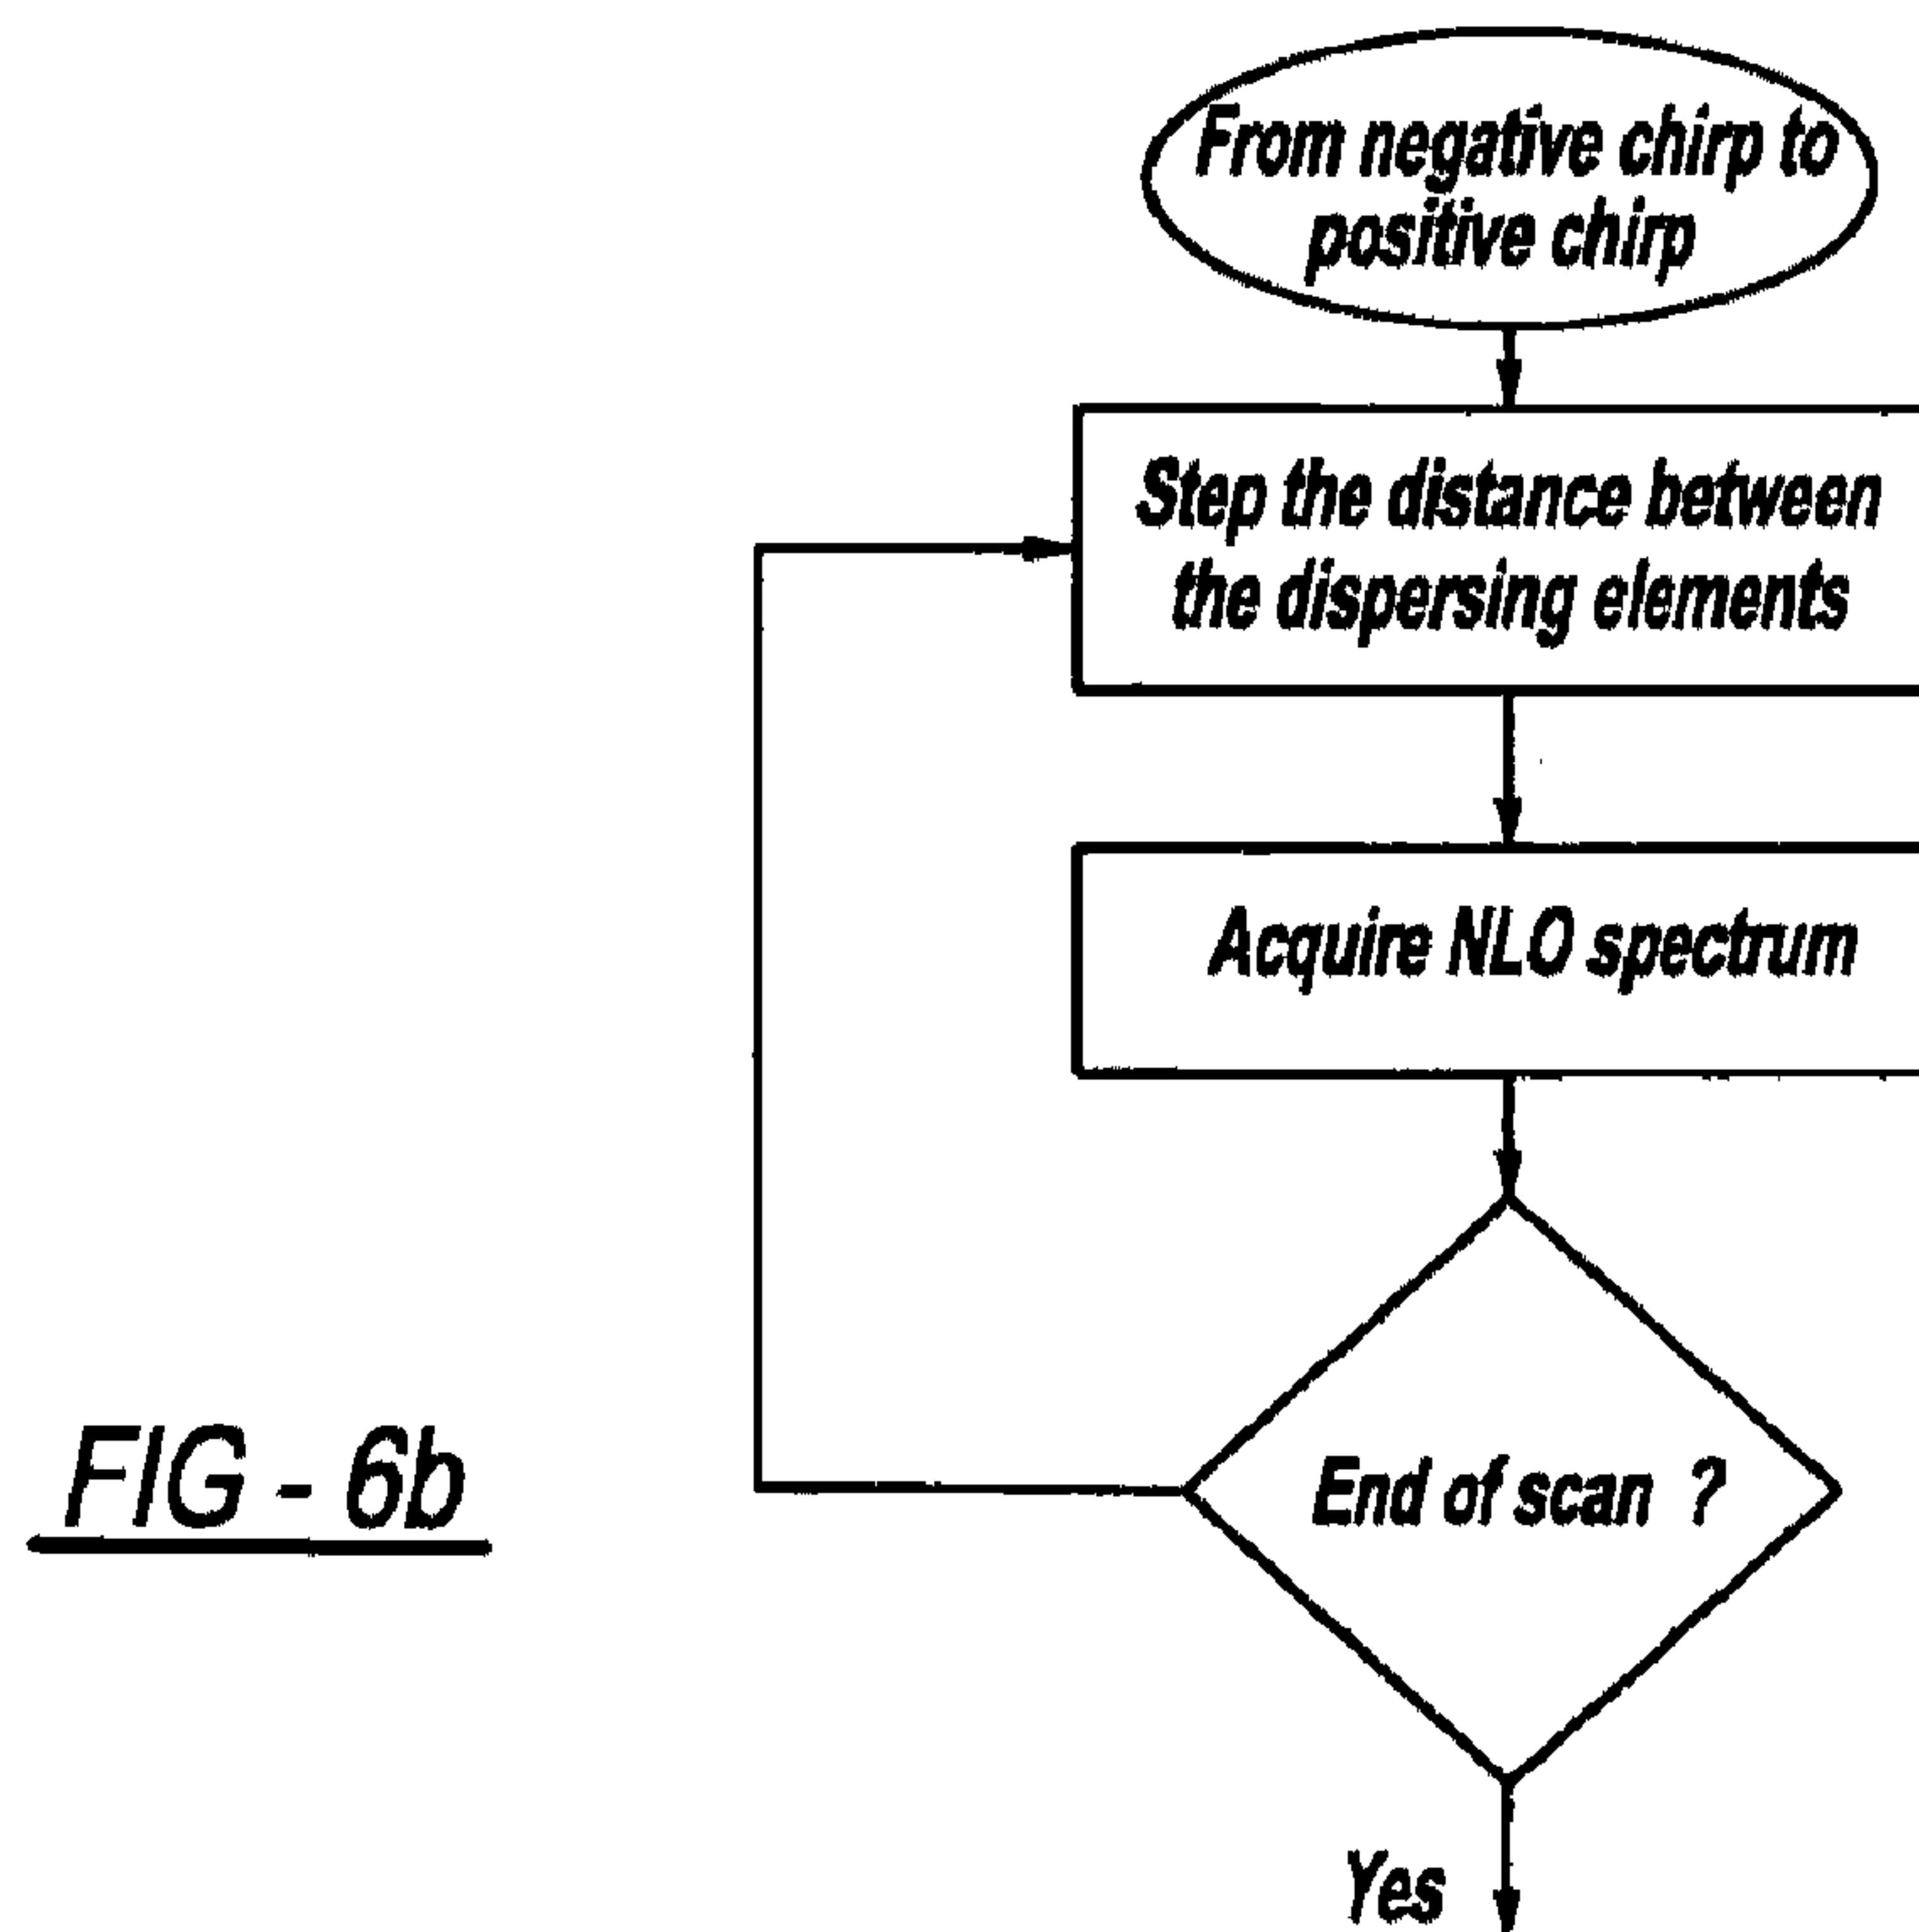 From negative chirp to
positive chirp
Step the distance between
the dispersing elements
Acquire NLO spectrum
End of scan ?
Yes
FIG - 6b